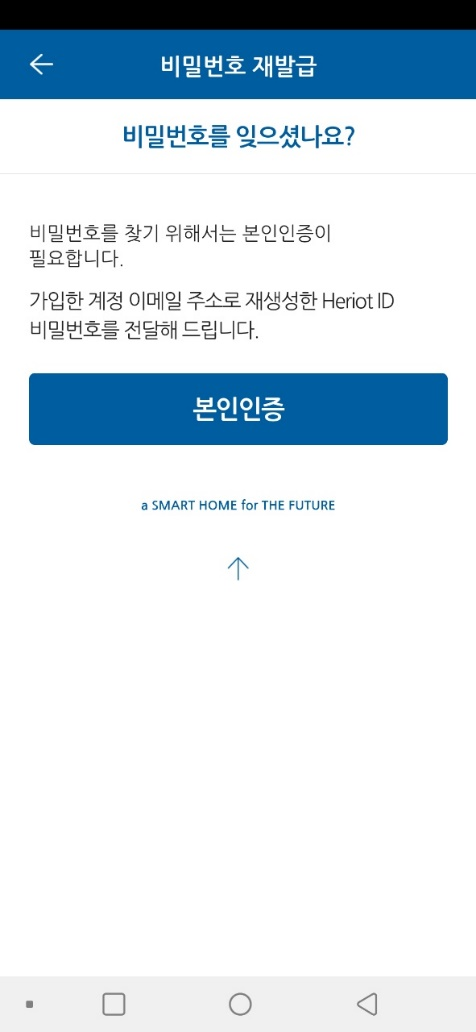 비밀번호 재발급
비밀번호를 잊으셨나요?
비밀번호를 찾기 위해서는 본인인증이
필요합니다.
가입한 계정 이메일 주소로 재생성한 Heriot ID
비밀번호를 전달해 드립니다.
본인인증
a SMART HOME for THE FUTURE